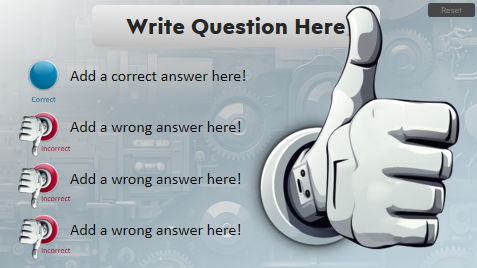 Reset
Write Question Here
Add a correct answer here!
Correct
Add a wrong answer here!
Incorrect
Add a wrong answer here!
Incorrect
Add a wrong answer here!
Incorrect